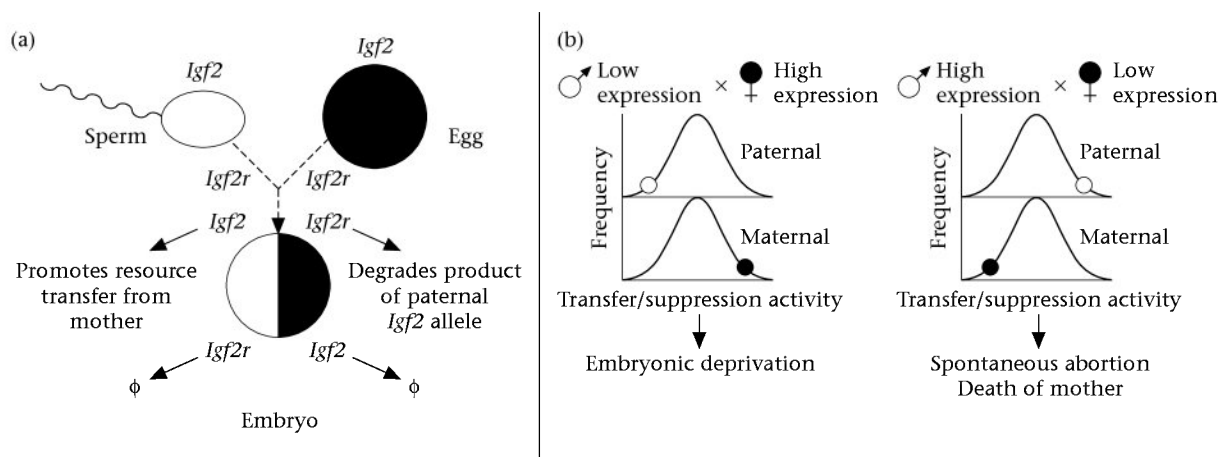 (a)
Igf2
Igf2
Sperm
Egg
Igf2r
Igf2r
Igf2
Igf2r
Promotes resource
transfer from
mother
Degrades product
of paternal
Igf2 allele
Igf2r
Igf2
ϕ
ϕ
Embryo
(b)
Low
expression
×
High
expression
Frequency
Paternal
Maternal
Transfer/suppression activity
Embryonic deprivation
High
expression
×
Low
expression
Frequency
Paternal
Maternal
Transfer/suppression activity
Spontaneous abortion
Death of mother